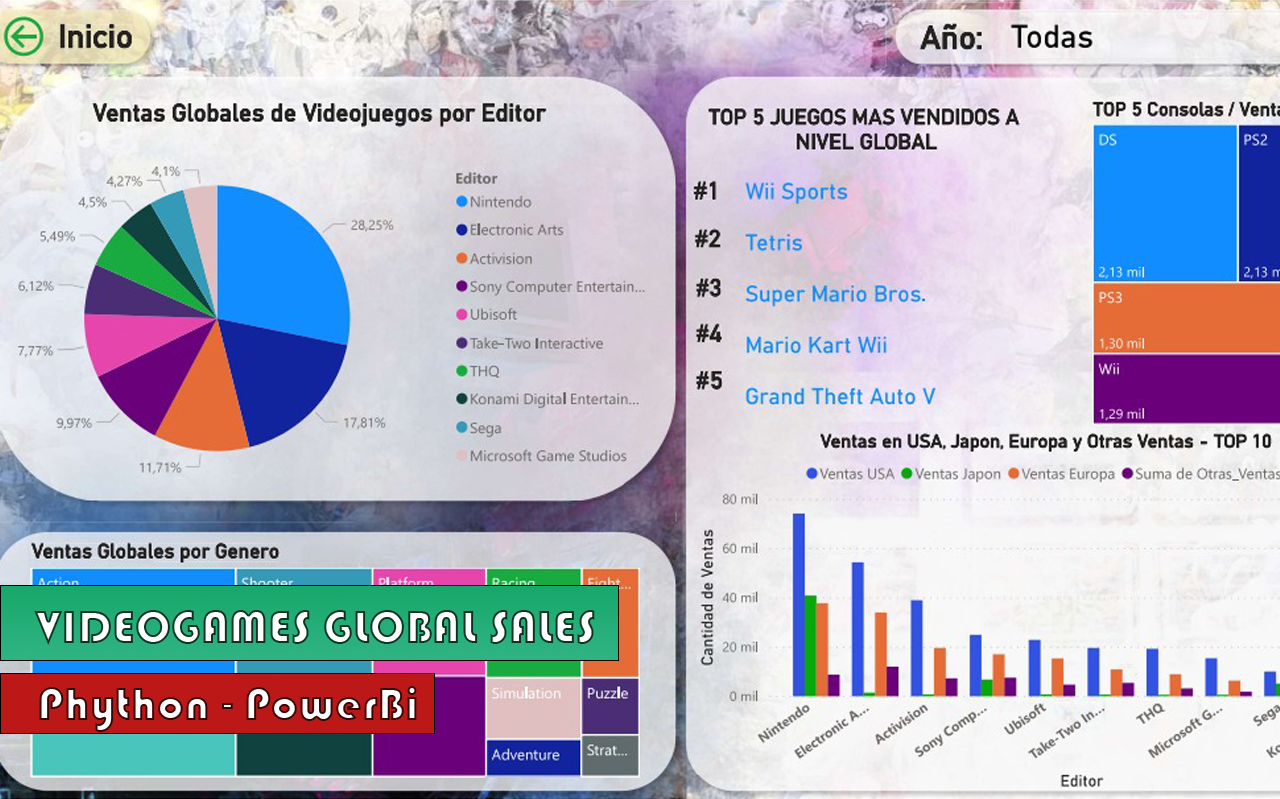 Inicio
Año: Todas
Ventas Globales de Videojuegos por Editor
4,1%
4,27%
4,5%
5,49%
6,12%
7,77%
9,97%
11,71%
17,81%
28,25%
Editor
Nintendo
Electronic Arts
Activision
Sony Computer Entertain...
Ubisoft
Take-Two Interactive
THQ
Konami Digital Entertain...
Sega
Microsoft Game Studios
TOP 5 JUEGOS MAS VENDIDOS A
NIVEL GLOBAL
#1 Wii Sports
#2 Tetris
#3 Super Mario Bros.
#4 Mario Kart Wii
#5 Grand Theft Auto V
TOP 5 Consolas / Venta
DS
2,13 mil
PS2
2,13 m
PS3
1,30 mil
Wii
1,29 mil
Ventas en USA, Japon, Europa y Otras Ventas - TOP 10
Ventas USA Ventas Japon Ventas Europa Suma de Otras_Ventas
Cantidad de Ventas
80 mil
60 mil
40 mil
20 mil
0 mil
Nintendo
Electronic A...
Activision
Sony Comp...
Ubisoft
Take-Two In...
THQ
Microsoft G...
Sega
Ko
Editor
Ventas Globales por Genero
Action
Shooter
Platform
Racing
Fight...
Simulation
Puzzle
Adventure
Strat...
VIDEOGAMES GLOBAL SALES
Phython - PowerBi